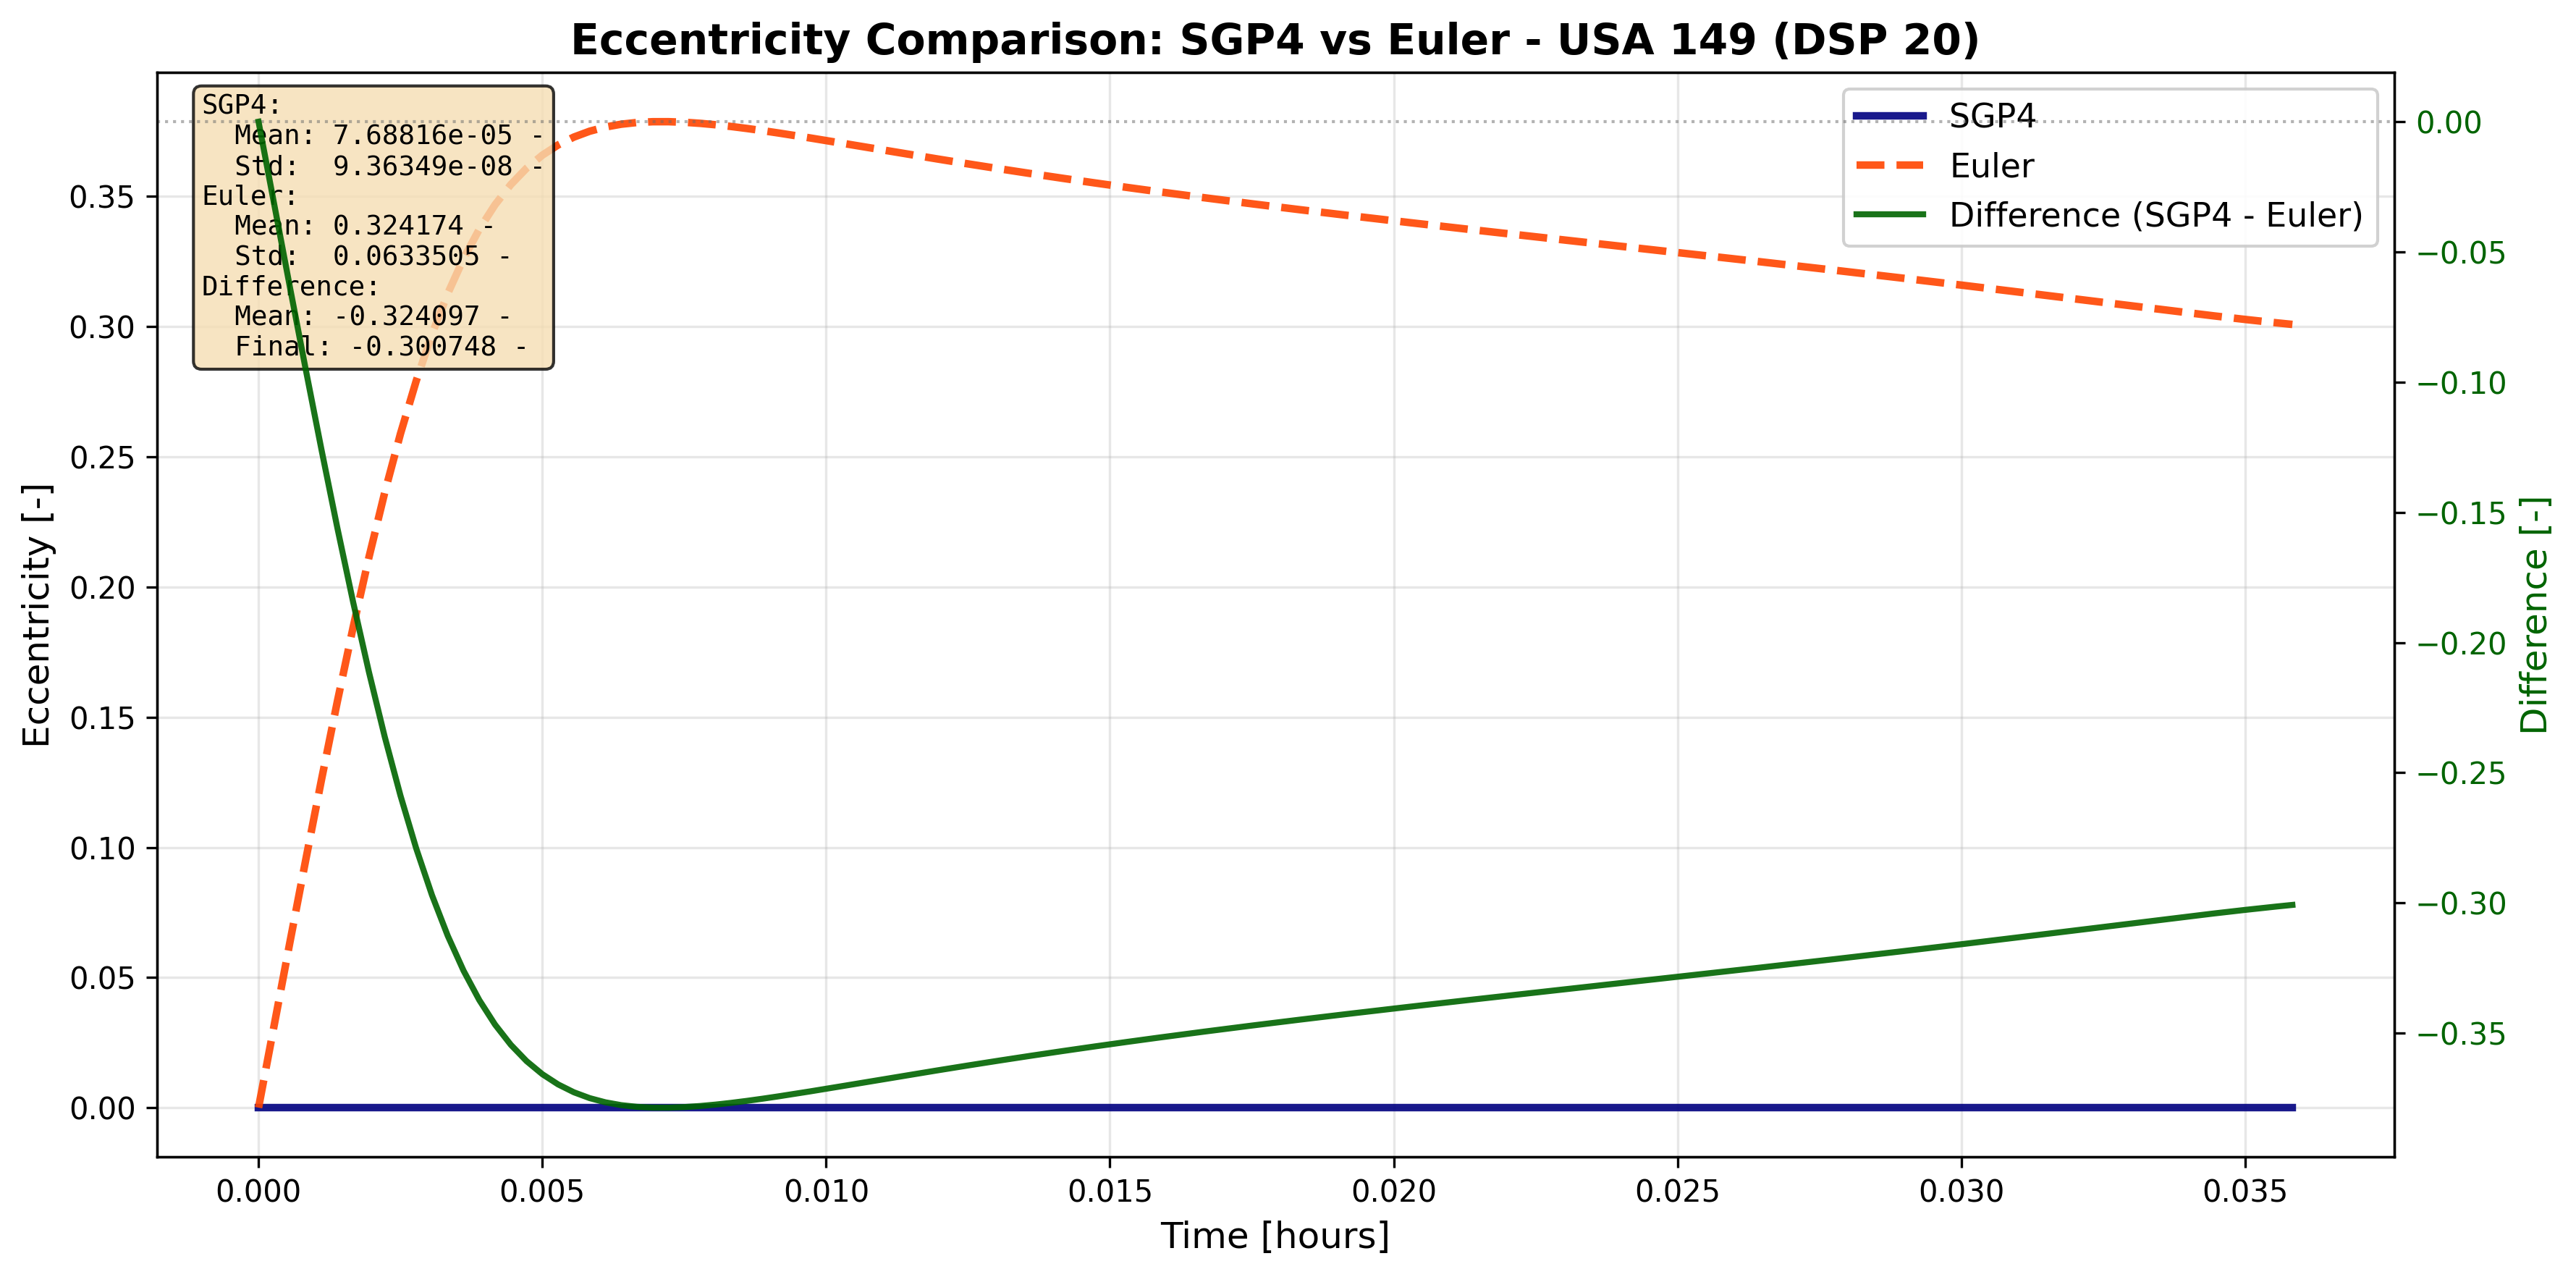 Eccentricity Comparison: SGP4 vs Euler - USA 149 (DSP 20)
SGP4:
Mean: 7.68816e-05 -
Std: 9.36349e-08 -
Euler:
Mean: 0.324174 -
Std: 0.0633505 -
Difference:
Mean: -0.324097 -
Final: -0.300748 -
SGP4
Euler
Difference (SGP4 - Euler)
Eccentricity [-]
0.35
0.30
0.25
0.20
0.15
0.10
0.05
0.00
0.00
−0.05
−0.10
−0.15
−0.20
−0.25
−0.30
−0.35
Difference [-]
0.000 0.005 0.010 0.015 0.020 0.025 0.030 0.035
Time [hours]